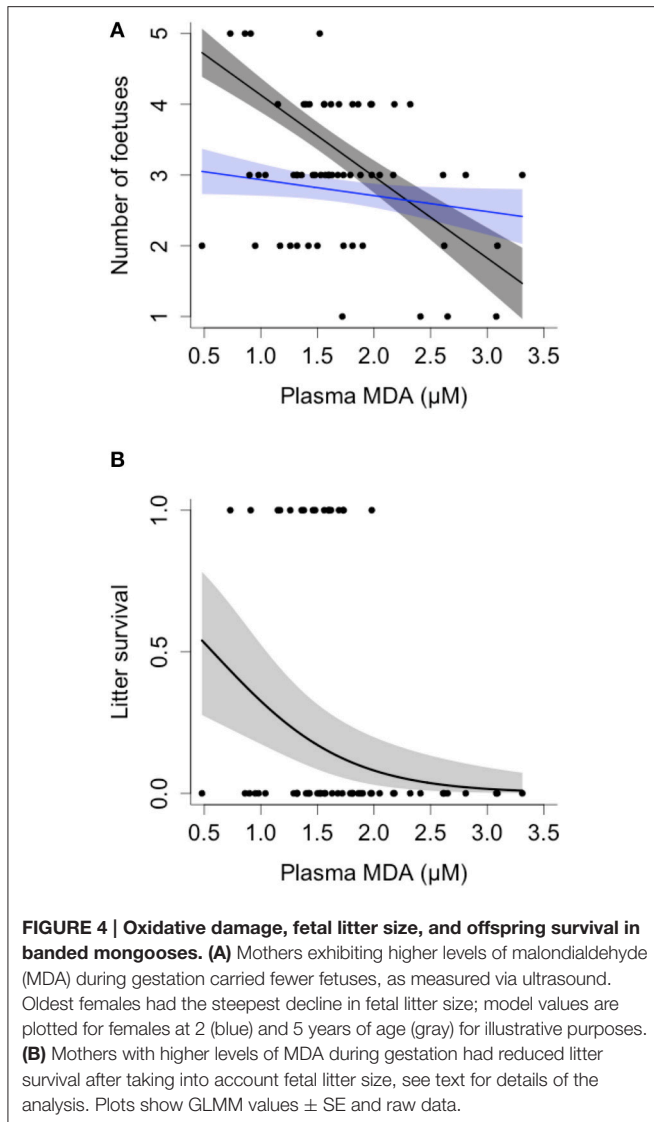 A
5
4
3
2
1
Number of foetuses
0.5 1.0 1.5 2.0 2.5 3.0 3.5
Plasma MDA (µM)
B
1.0
0.5
0.0
Litter survival
0.5 1.0 1.5 2.0 2.5 3.0 3.5
Plasma MDA (µM)
FIGURE 4 | Oxidative damage, fetal litter size, and offspring survival in
banded mongooses. (A) Mothers exhibiting higher levels of malondialdehyde
(MDA) during gestation carried fewer fetuses, as measured via ultrasound.
Oldest females had the steepest decline in fetal litter size; model values are
plotted for females at 2 (blue) and 5 years of age (gray) for illustrative purposes.
(B) Mothers with higher levels of MDA during gestation had reduced litter
survival after taking into account fetal litter size, see text for details of the
analysis. Plots show GLMM values ± SE and raw data.